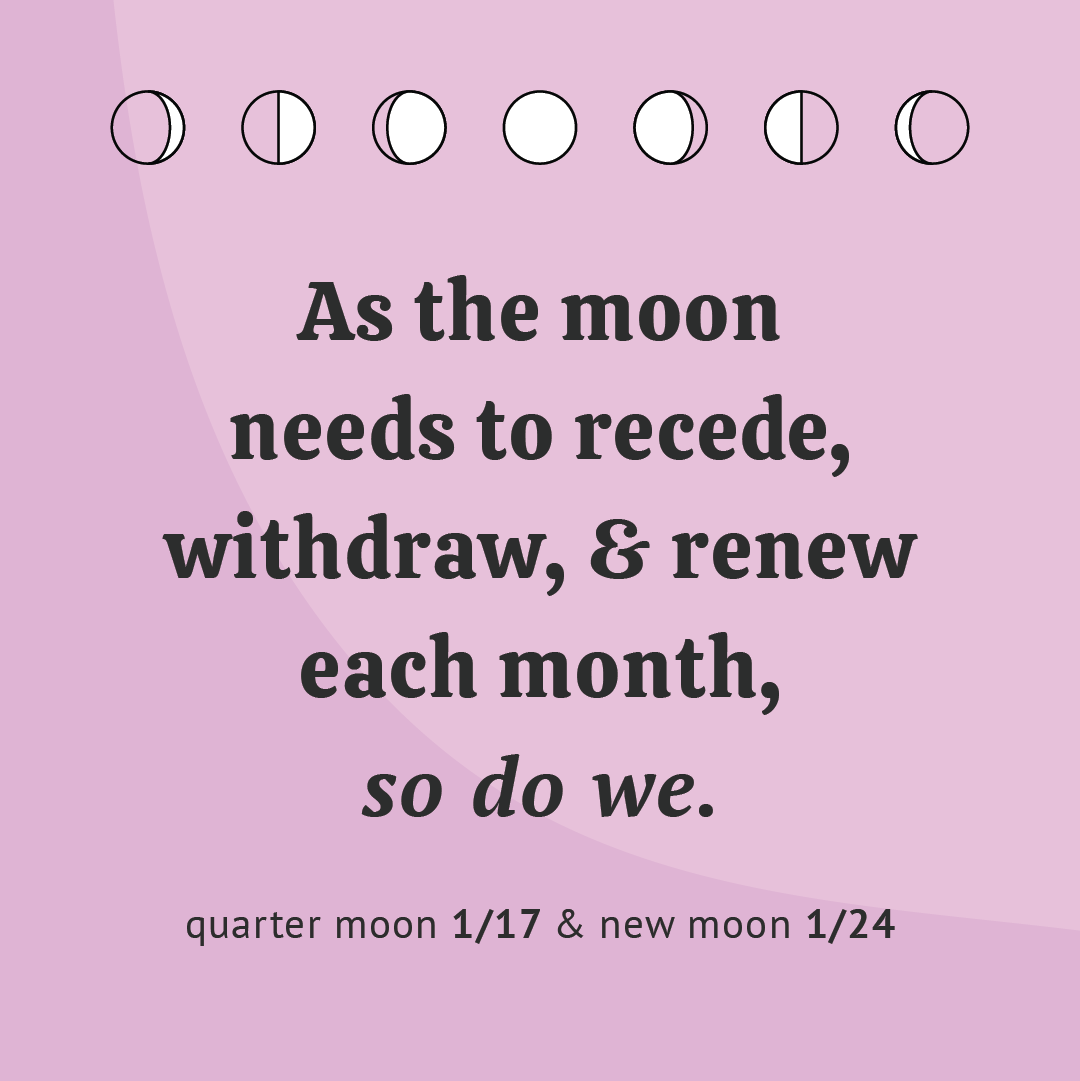 As the moon
needs to recede,
withdraw, & renew
each month,
so do we.
quarter moon 1/17 & new moon 1/24